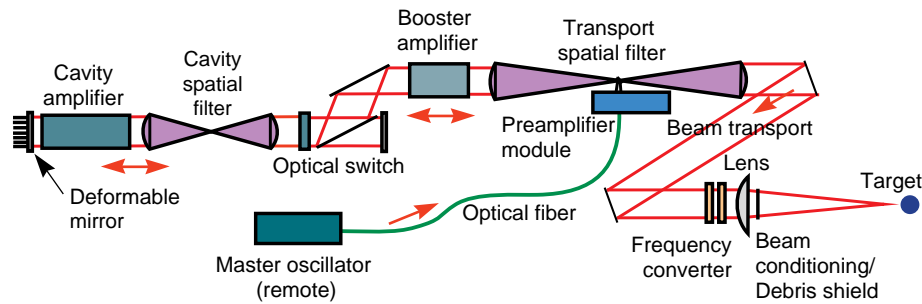 Booster
amplifier
Transport
spatial filter
Cavity
amplifier
Cavity
spatial
filter
Preamplifier
module
Beam transport
Optical switch
Deformable
mirror
Lens
Target
Optical fiber
Master oscillator
(remote)
Frequency
converter
Beam
conditioning/
Debris shield